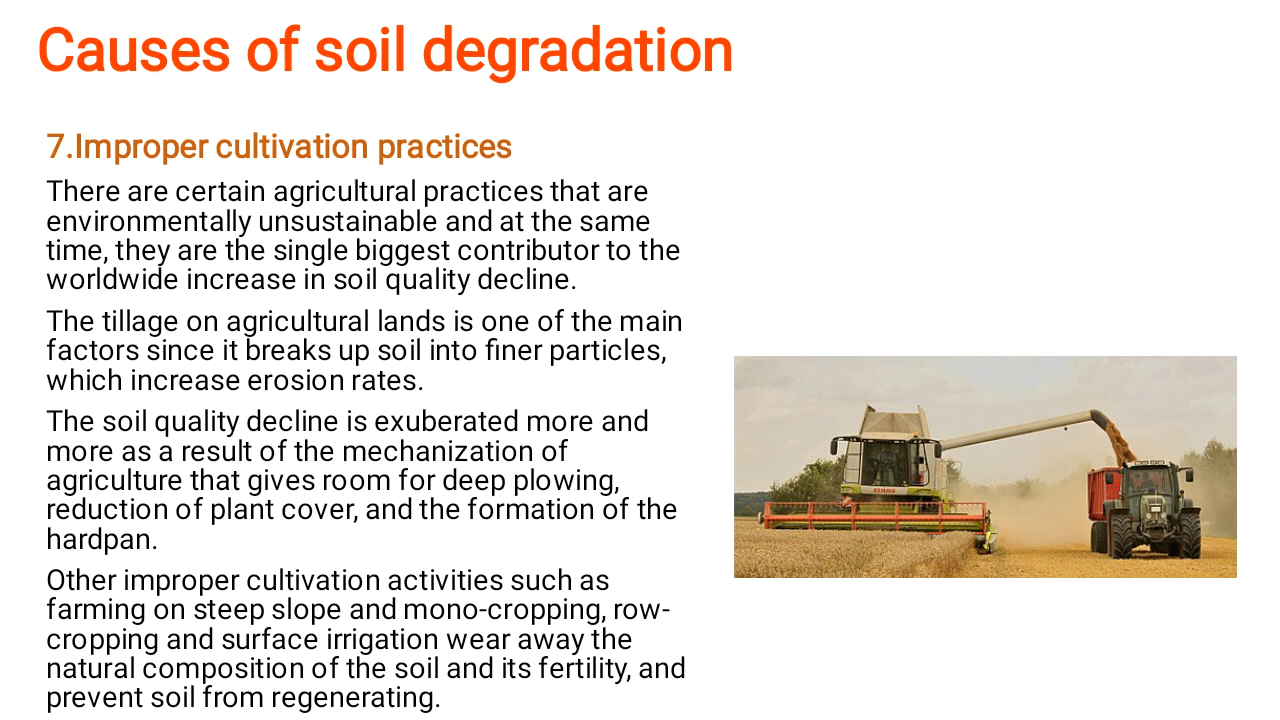 Causes of soil degradation
7.Improper cultivation practices
There are certain agricultural practices that are
environmentally unsustainable and at the same
time, they are the single biggest contributor to the
worldwide increase in soil quality decline.
The tillage on agricultural lands is one of the main
factors since it breaks up soil into finer particles,
which increase erosion rates.
The soil quality decline is exuberated more and
more as a result of the mechanization of
agriculture that gives room for deep plowing,
reduction of plant cover, and the formation of the
hardpan.
Other improper cultivation activities such as
farming on steep slope and mono-cropping, row-
cropping and surface irrigation wear away the
natural composition of the soil and its fertility, and
prevent soil from regenerating.
CLAAS